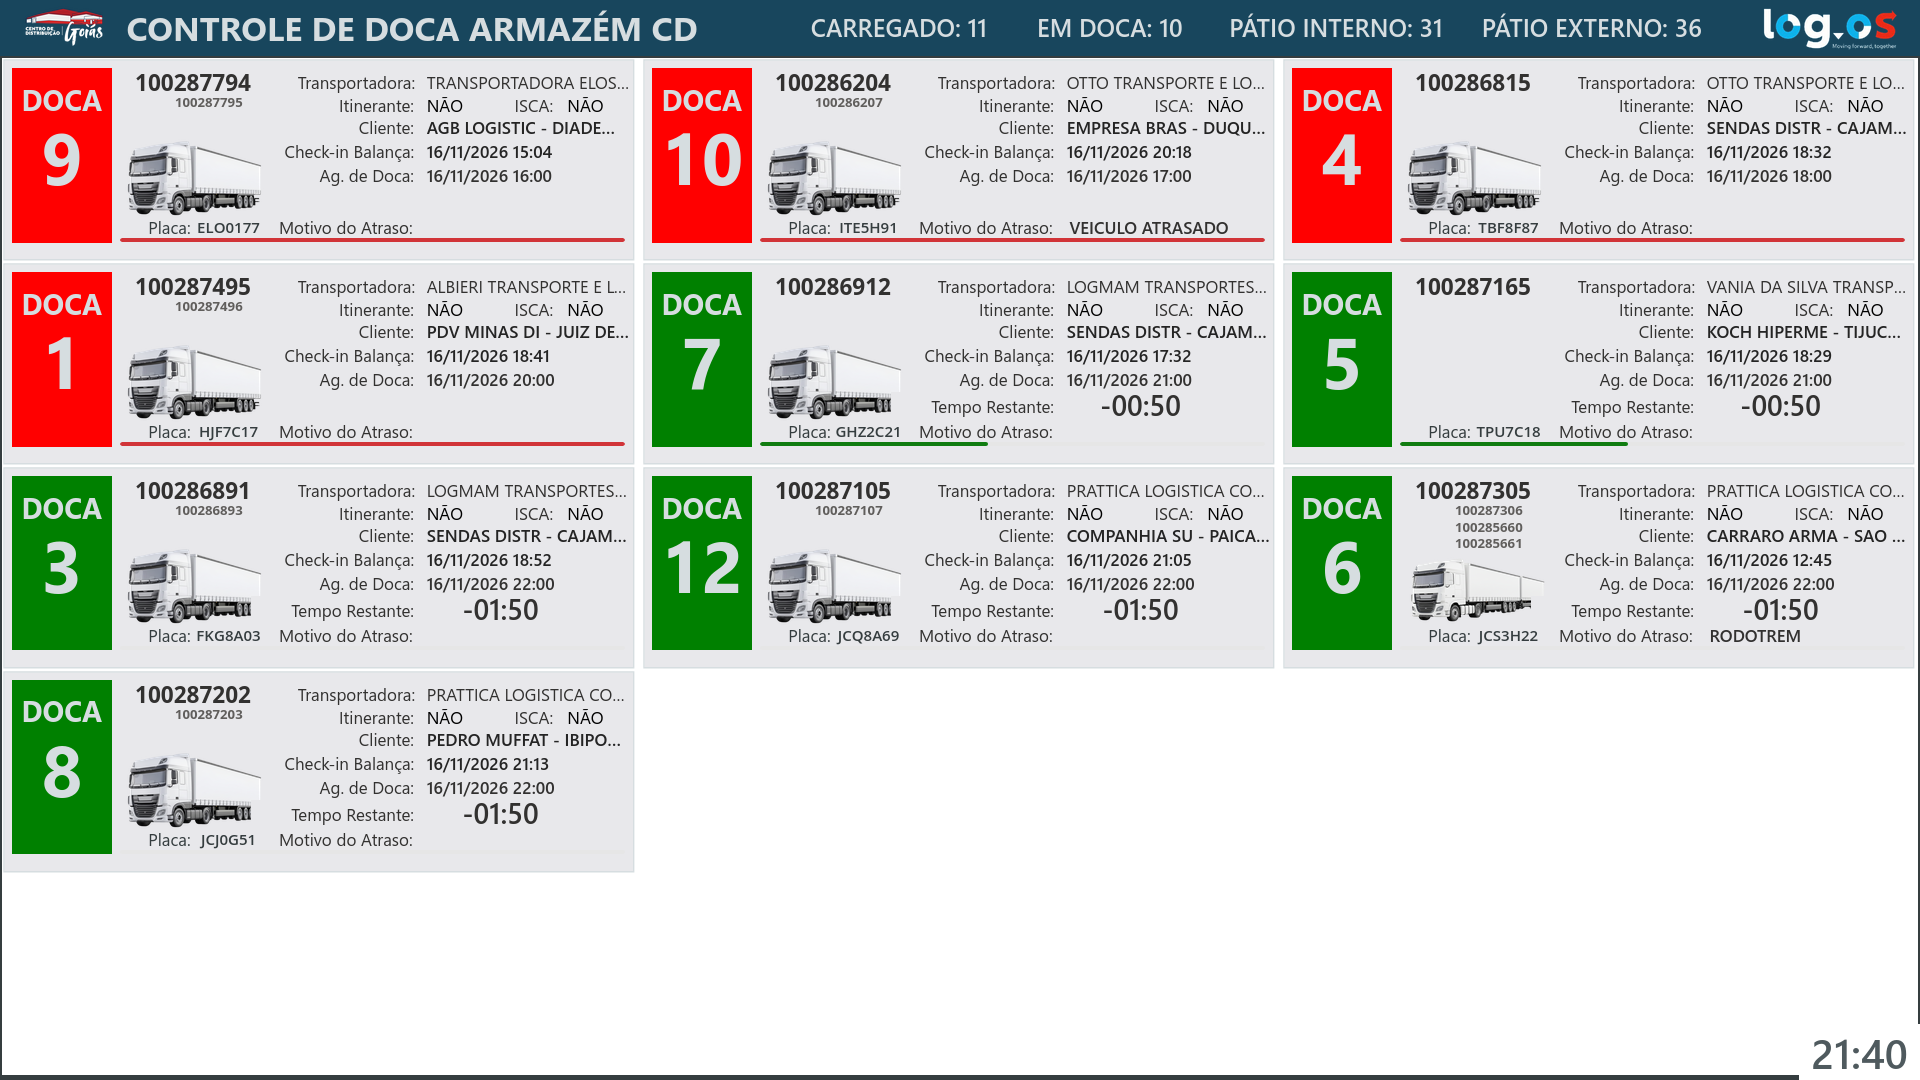 CENTRO DE DISTRIBUIÇÃO Goiás
CONTROLE DE DOCA ARMAZÉM CD
CARREGADO: 11
EM DOCA: 10
PÁTIO INTERNO: 31
PÁTIO EXTERNO: 36
log.os
Moving forward, together
DOCA
9
100287794
100287795
Transportadora: TRANSPORTADORA ELOS...
Itinerante: NÃO ISCA: NÃO
Cliente: AGB LOGISTIC - DIADE...
Check-in Balança: 16/11/2026 15:04
Ag. de Doca: 16/11/2026 16:00
Placa: ELO0177 Motivo do Atraso:
DOCA
10
100286204
100286207
Transportadora: OTTO TRANSPORTE E LO...
Itinerante: NÃO ISCA: NÃO
Cliente: EMPRESA BRAS - DUQU...
Check-in Balança: 16/11/2026 20:18
Ag. de Doca: 16/11/2026 17:00
Placa: ITE5H91 Motivo do Atraso: VEICULO ATRASADO
DOCA
4
100286815
Transportadora: OTTO TRANSPORTE E LO...
Itinerante: NÃO ISCA: NÃO
Cliente: SENDAS DISTR - CAJAM...
Check-in Balança: 16/11/2026 18:32
Ag. de Doca: 16/11/2026 18:00
Placa: TBF8F87 Motivo do Atraso:
DOCA
1
100287495
100287496
Transportadora: ALBIERI TRANSPORTE E L...
Itinerante: NÃO ISCA: NÃO
Cliente: PDV MINAS DI - JUIZ DE...
Check-in Balança: 16/11/2026 18:41
Ag. de Doca: 16/11/2026 20:00
Placa: HJF7C17 Motivo do Atraso:
DOCA
7
100286912
Transportadora: LOGMAM TRANSPORTES...
Itinerante: NÃO ISCA: NÃO
Cliente: SENDAS DISTR - CAJAM...
Check-in Balança: 16/11/2026 17:32
Ag. de Doca: 16/11/2026 21:00
Tempo Restante: -00:50
Placa: GHZ2C21 Motivo do Atraso:
DOCA
5
100287165
Transportadora: VANIA DA SILVA TRANSP...
Itinerante: NÃO ISCA: NÃO
Cliente: KOCH HIPERME - TIJUC...
Check-in Balança: 16/11/2026 18:29
Ag. de Doca: 16/11/2026 21:00
Tempo Restante: -00:50
Placa: TPU7C18 Motivo do Atraso:
DOCA
3
100286891
100286893
Transportadora: LOGMAM TRANSPORTES...
Itinerante: NÃO ISCA: NÃO
Cliente: SENDAS DISTR - CAJAM...
Check-in Balança: 16/11/2026 18:52
Ag. de Doca: 16/11/2026 22:00
Tempo Restante: -01:50
Placa: FKG8A03 Motivo do Atraso:
DOCA
12
100287105
100287107
Transportadora: PRATTICA LOGISTICA CO...
Itinerante: NÃO ISCA: NÃO
Cliente: COMPANHIA SU - PAICA...
Check-in Balança: 16/11/2026 21:05
Ag. de Doca: 16/11/2026 22:00
Tempo Restante: -01:50
Placa: JCQ8A69 Motivo do Atraso:
DOCA
6
100287305
100287306
100285660
100285661
Transportadora: PRATTICA LOGISTICA CO...
Itinerante: NÃO ISCA: NÃO
Cliente: CARRARO ARMA - SAO ...
Check-in Balança: 16/11/2026 12:45
Ag. de Doca: 16/11/2026 22:00
Tempo Restante: -01:50
Placa: JCS3H22 Motivo do Atraso: RODOTREM
DOCA
8
100287202
100287203
Transportadora: PRATTICA LOGISTICA CO...
Itinerante: NÃO ISCA: NÃO
Cliente: PEDRO MUFFAT - IBIPO...
Check-in Balança: 16/11/2026 21:13
Ag. de Doca: 16/11/2026 22:00
Tempo Restante: -01:50
Placa: JCJ0G51 Motivo do Atraso:
21:40